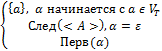 {a}, α начинается с a ∈ V_T
След(< A >), α = ε
Перв(α)